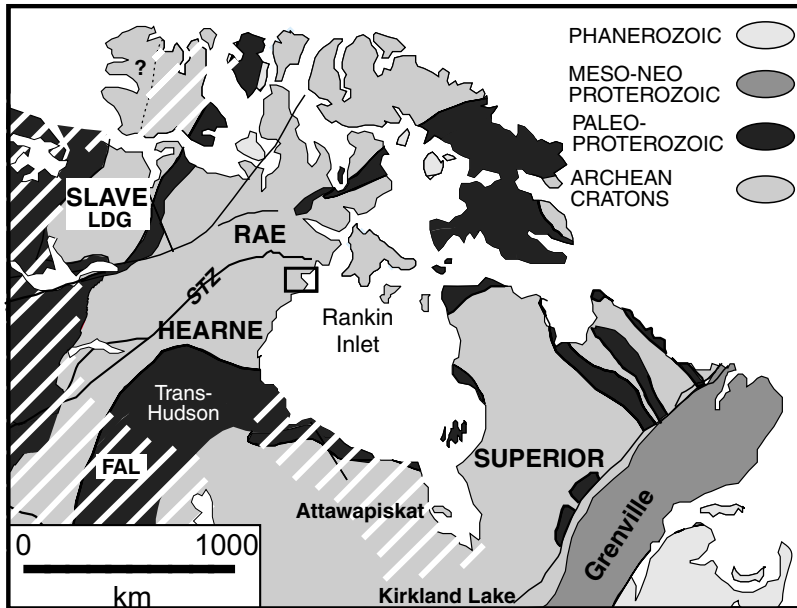 PHANEROZOIC
MESO-NEO
PROTEROZOIC
PALEO-
PROTEROZOIC
ARCHEAN
CRATONS
?
SLAVE
LDG
RAE
STZ
HEARNE
Rankin
Inlet
Trans-
Hudson
FAL
SUPERIOR
Attawapiskat
Grenville
Kirkland Lake
0 1000
km